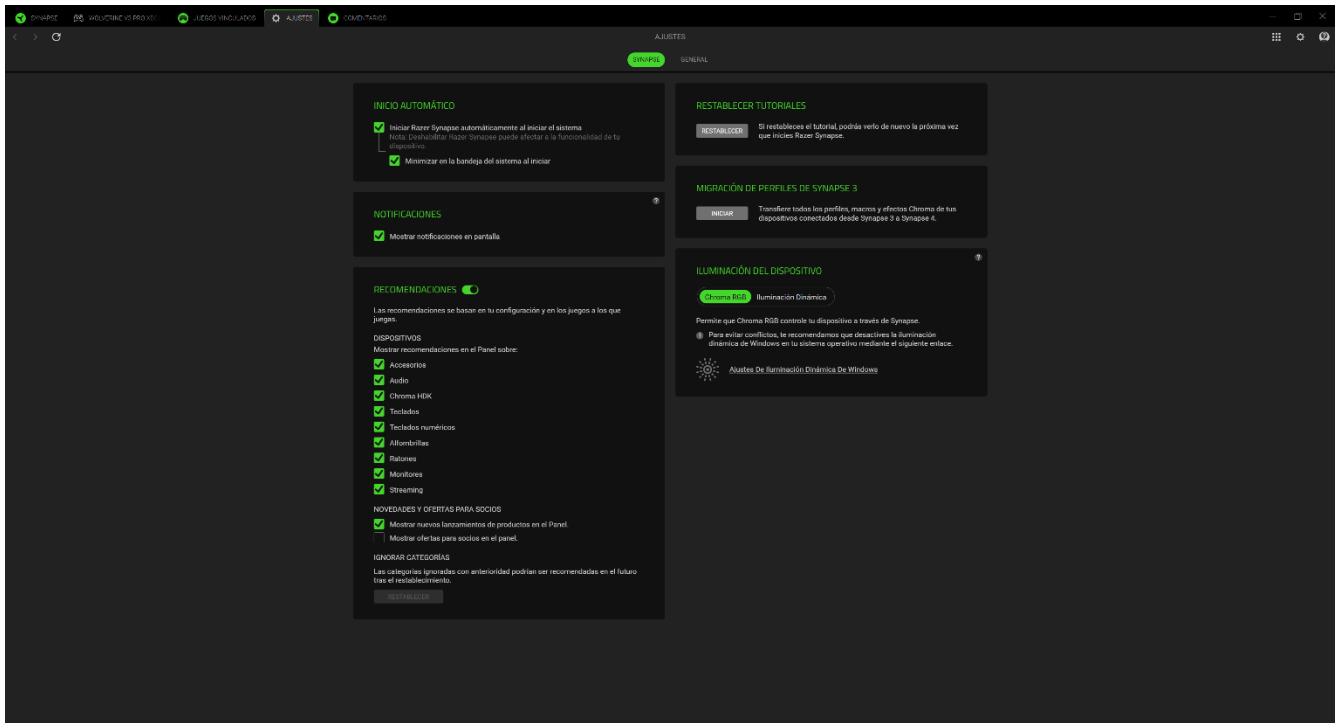 SYNAPSE
WOLVERINE V3 PRO XBO
JUEGOS VINCULADOS
AJUSTES
COMENTARIOS
AJUSTES
SYNAPSE
GENERAL
INICIO AUTOMÁTICO
Iniciar Razer Synapse automáticamente al iniciar el sistema
Nota: Deshabilitar Razer Synapse puede afectar a la funcionalidad de tu
dispositivo.
Minimizar en la bandeja del sistema al iniciar
NOTIFICACIONES
Mostrar notificaciones en pantalla
RECOMENDACIONES
Las recomendaciones se basan en tu configuración y en los juegos a los que
juegas.
DISPOSITIVOS
Mostrar recomendaciones en el Panel sobre:
Accesorios
Audio
Chroma HDK
Teclados
Teclados numéricos
Alfombrillas
Ratones
Monitores
Streaming
NOVEDADES Y OFERTAS PARA SOCIOS
Mostrar nuevos lanzamientos de productos en el Panel.
Mostrar ofertas para socios en el panel.
IGNORAR CATEGORÍAS
Las categorías ignoradas con anterioridad podrían ser recomendadas en el futuro
tras el restablecimiento.
RESTABLECER
RESTABLECER TUTORIALES
RESTABLECER
Si restableces el tutorial, podrás verlo de nuevo la próxima vez
que inicies Razer Synapse.
MIGRACIÓN DE PERFILES DE SYNAPSE 3
INICIAR
Transfiere todos los perfiles, macros y efectos Chroma de tus
dispositivos conectados desde Synapse 3 a Synapse 4.
ILUMINACIÓN DEL DISPOSITIVO
Chroma RGB
Iluminación Dinámica
Permite que Chroma RGB controle tu dispositivo a través de Synapse.
Para evitar conflictos, te recomendamos que desactives la iluminación
dinámica de Windows en tu sistema operativo mediante el siguiente enlace.
Ajustes De Iluminación Dinámica De Windows